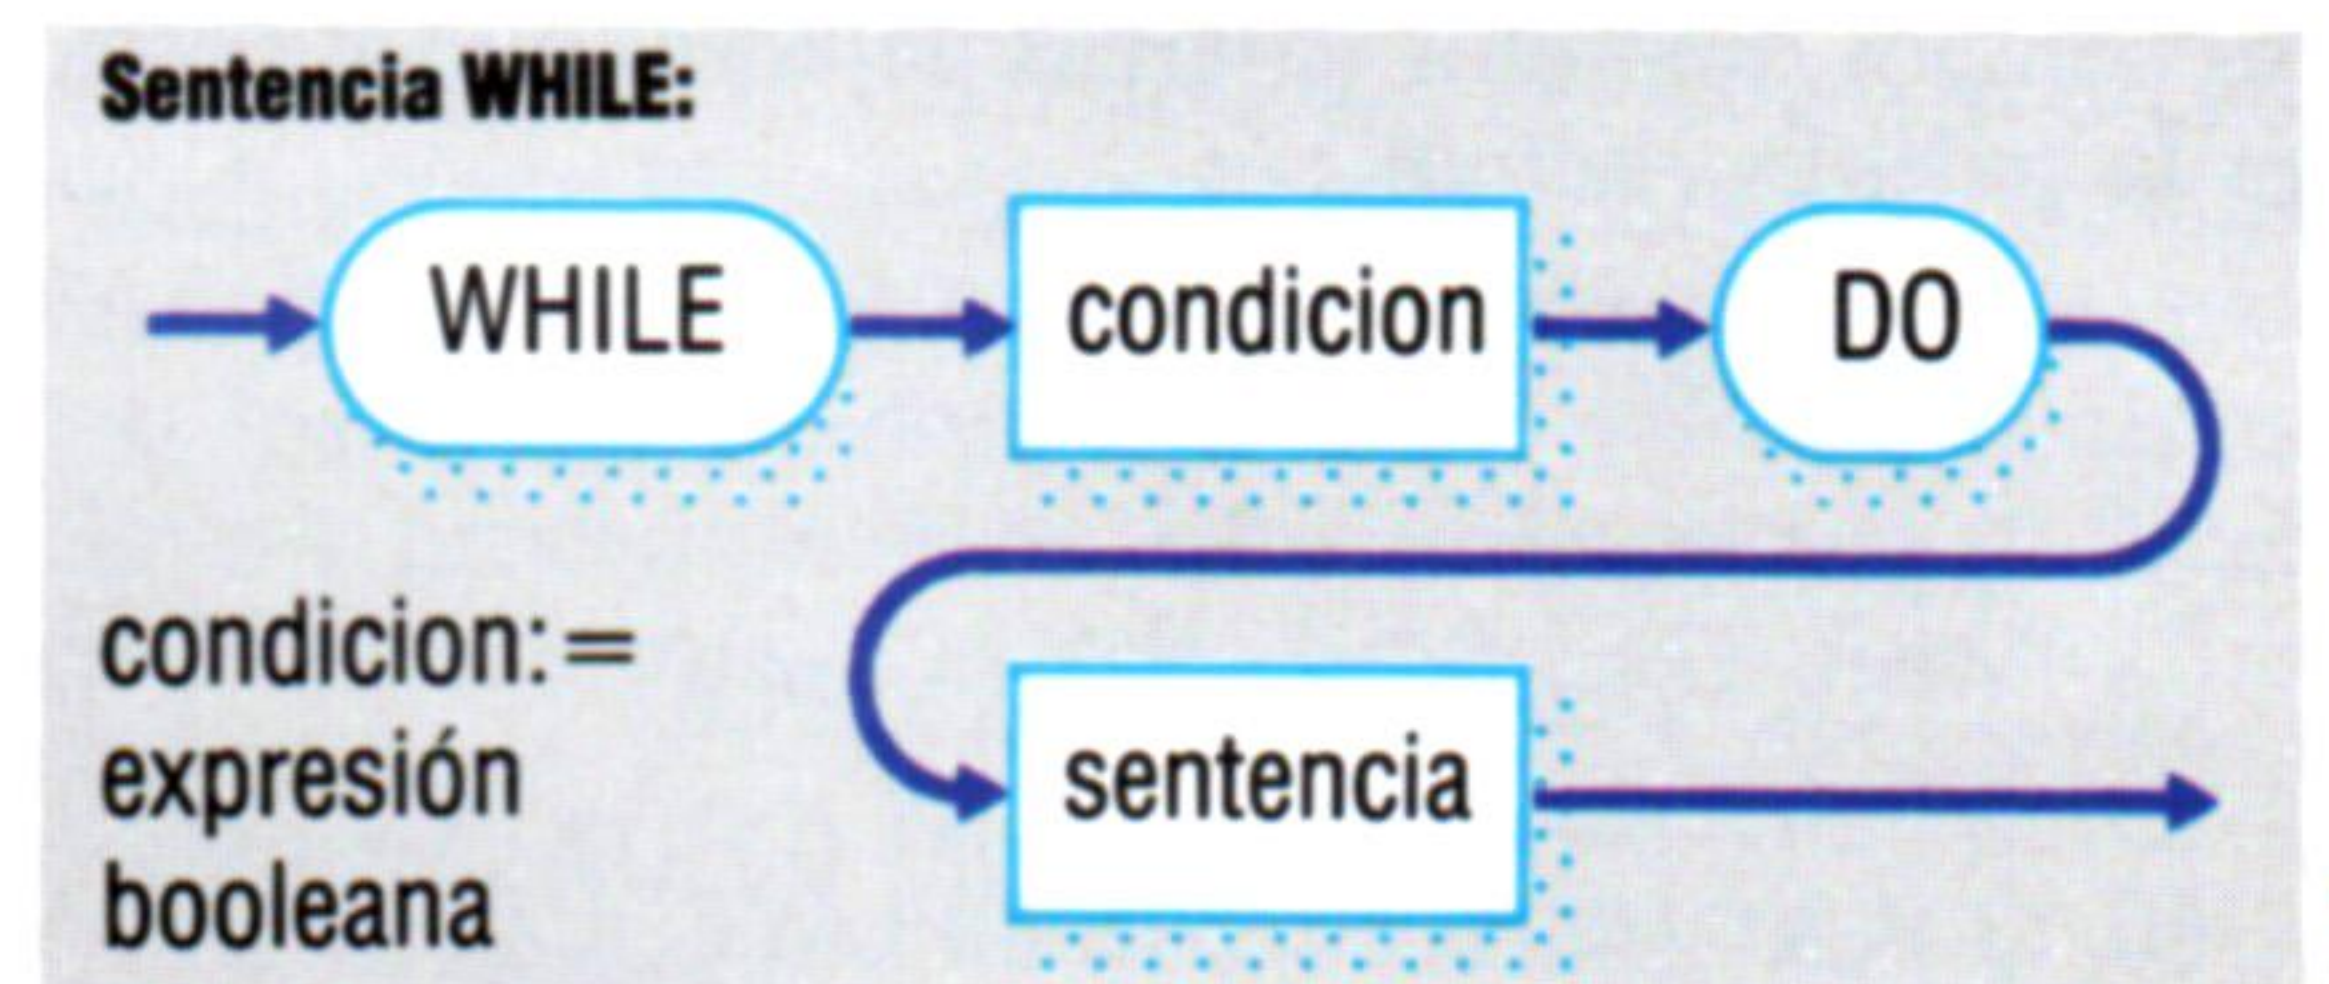 Sentencia WHILE:
WHILE
condicion
DO
condicion:=
expresión
booleana
sentencia